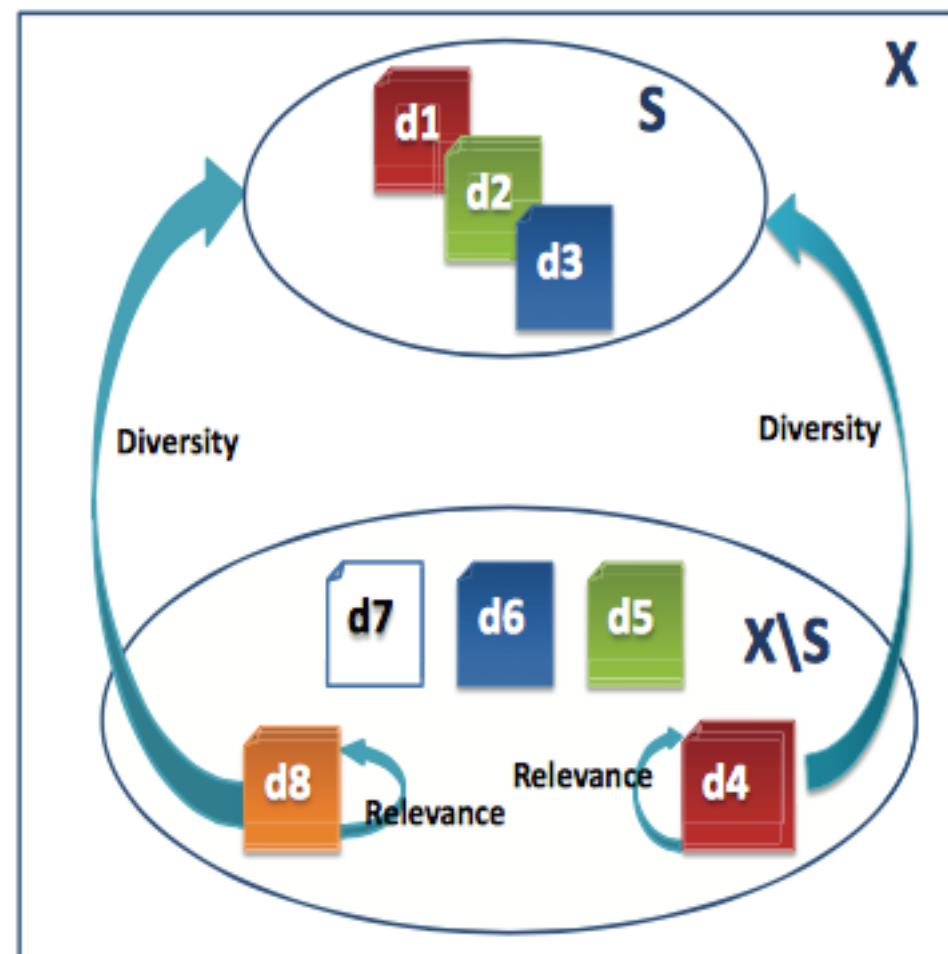 X
S
d1
d2
d3
Diversity
Diversity
d7
d6
d5
X\S
d8
Relevance
Relevance
d4